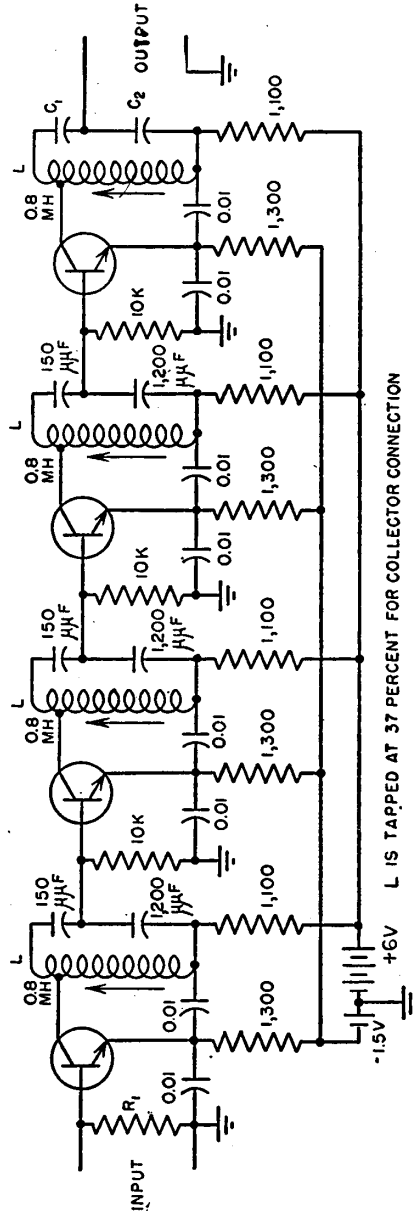 INPUT
R₁
0.01
0.01
1,300
-1.5V
+6V
0.8
MH
L
150
μμF
1,200
μμF
1,100
10K
0.01
0.01
1,300
0.8
MH
L
150
μμF
1,200
μμF
1,100
10K
0.01
0.01
1,300
0.8
MH
L
150
μμF
1,200
μμF
1,100
10K
0.01
0.01
1,300
0.8
MH
L
C₁
C₂
1,100
OUTPUT
L IS TAPPED AT 37 PERCENT FOR COLLECTOR CONNECTION